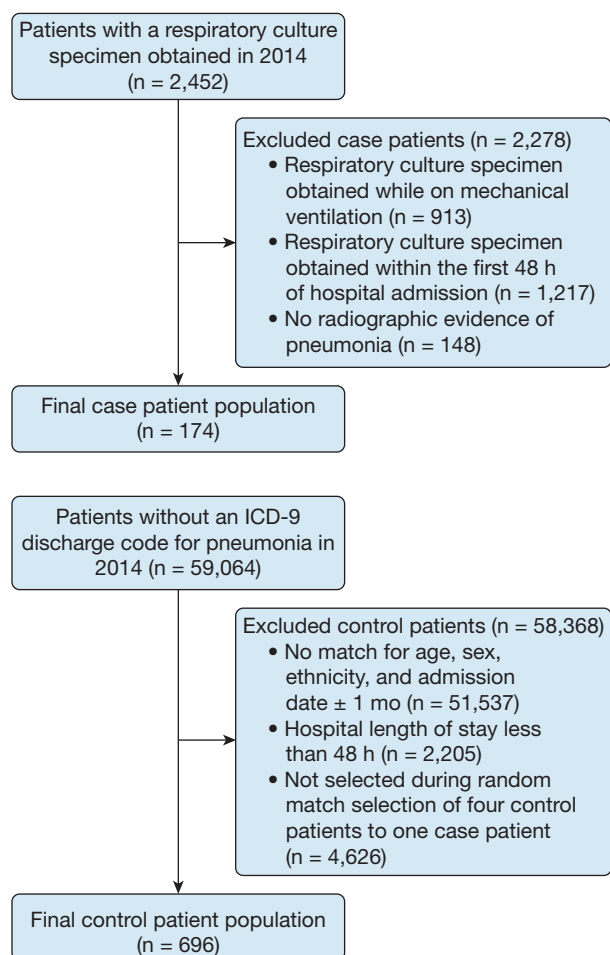 Patients with a respiratory culture
specimen obtained in 2014
(n = 2,452)
Excluded case patients (n = 2,278)
• Respiratory culture specimen
obtained while on mechanical
ventilation (n = 913)
• Respiratory culture specimen
obtained within the first 48 h
of hospital admission (n = 1,217)
• No radiographic evidence of
pneumonia (n = 148)
Final case patient population
(n = 174)
Patients without an ICD-9
discharge code for pneumonia in
2014 (n = 59,064)
Excluded control patients (n = 58,368)
• No match for age, sex,
ethnicity, and admission
date ± 1 mo (n = 51,537)
• Hospital length of stay less
than 48 h (n = 2,205)
• Not selected during random
match selection of four control
patients to one case patient
(n = 4,626)
Final control patient population
(n = 696)